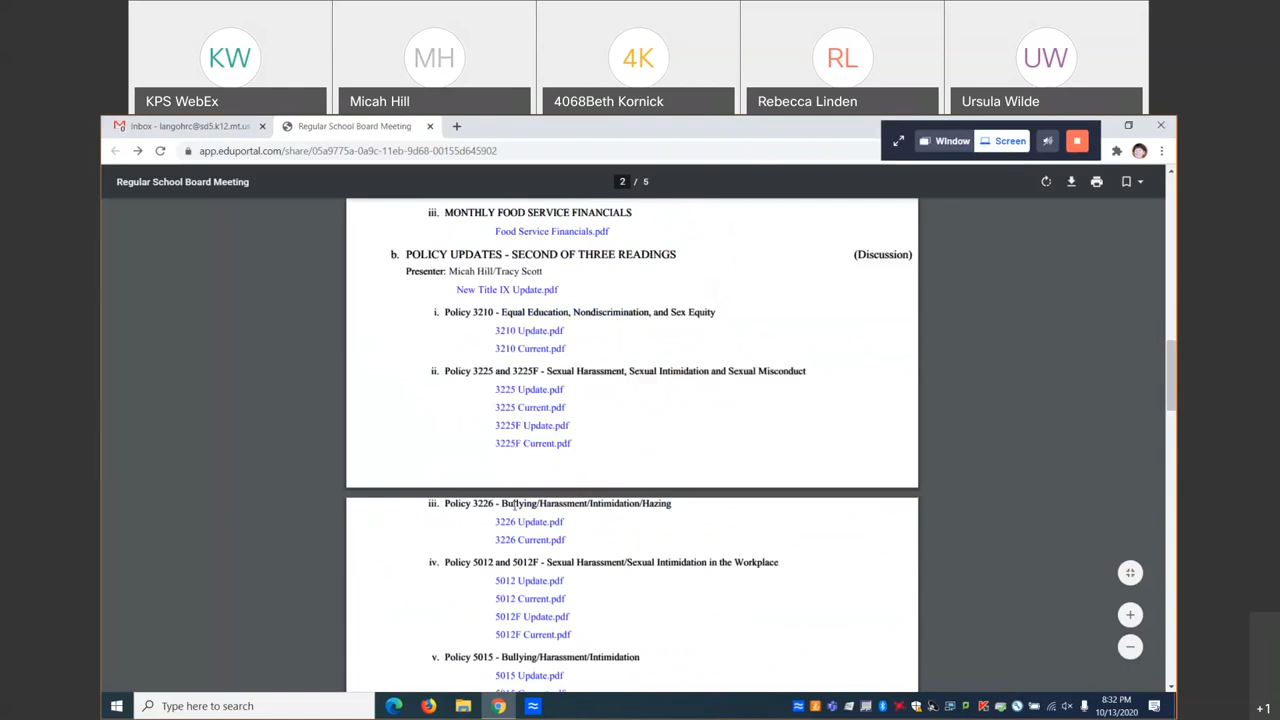 KW
MH
4K
RL
UW
KPS WebEx
Micah Hill
4068Beth Kornick
Rebecca Linden
Ursula Wilde
Inbox - langohrc@sd5.k12.mt.us
Regular School Board Meeting
Window
Screen
app.eduportal.com/share/05a9775a-0a9c-11eb-9d68-00155d645902
Regular School Board Meeting
2 / 5
iii. MONTHLY FOOD SERVICE FINANCIALS
Food Service Financials.pdf
b. POLICY UPDATES - SECOND OF THREE READINGS (Discussion)
Presenter: Micah Hill/Tracy Scott
New Title IX Update.pdf
i. Policy 3210 - Equal Education, Nondiscrimination, and Sex Equity
3210 Update.pdf
3210 Current.pdf
ii. Policy 3225 and 3225F - Sexual Harassment, Sexual Intimidation and Sexual Misconduct
3225 Update.pdf
3225 Current.pdf
3225F Update.pdf
3225F Current.pdf
iii. Policy 3226 - Bullying/Harassment/Intimidation/Hazing
3226 Update.pdf
3226 Current.pdf
iv. Policy 5012 and 5012F - Sexual Harassment/Sexual Intimidation in the Workplace
5012 Update.pdf
5012 Current.pdf
5012F Update.pdf
5012F Current.pdf
v. Policy 5015 - Bullying/Harassment/Intimidation
5015 Update.pdf
Type here to search
8:32 PM
10/13/2020
+1